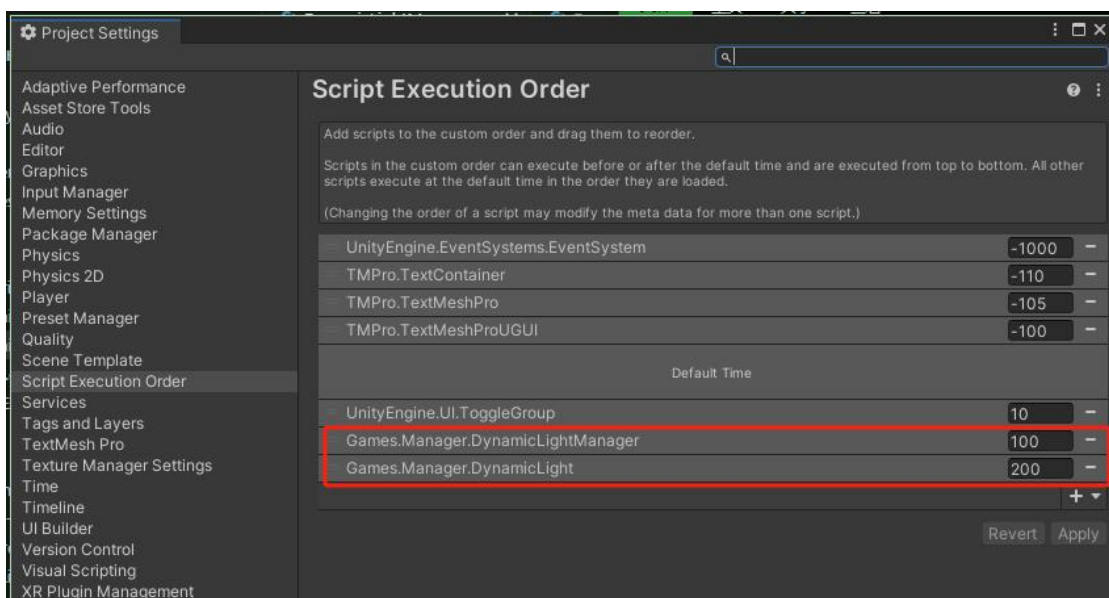 Project Settings
Adaptive Performance
Asset Store Tools
Audio
Editor
Graphics
Input Manager
Memory Settings
Package Manager
Physics
Physics 2D
Player
Preset Manager
Quality
Scene Template
Script Execution Order
Services
Tags and Layers
TextMesh Pro
Texture Manager Settings
Time
Timeline
UI Builder
Version Control
Visual Scripting
XR Plugin Management
Script Execution Order
Add scripts to the custom order and drag them to reorder.
Scripts in the custom order can execute before or after the default time and are executed from top to bottom. All other
scripts execute at the default time in the order they are loaded.
(Changing the order of a script may modify the meta data for more than one script.)
UnityEngine.EventSystems.EventSystem -1000
TMPro.TextContainer -110
TMPro.TextMeshPro -105
TMPro.TextMeshProUGUI -100
Default Time
UnityEngine.UI.ToggleGroup 10
Games.Manager.DynamicLightManager 100
Games.Manager.DynamicLight 200
Revert Apply